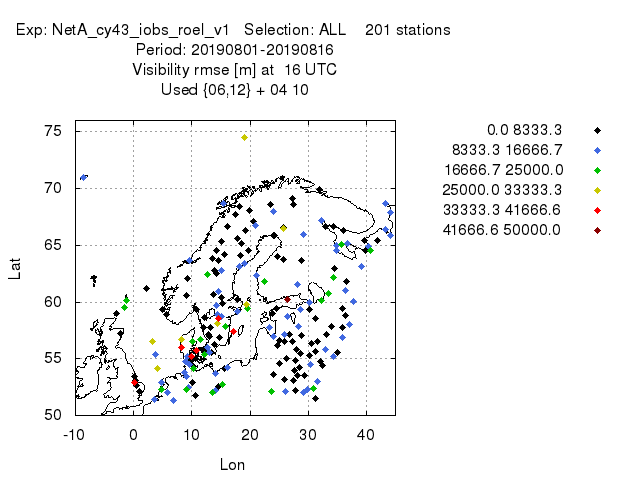 Exp: NetA_cy43_iobs_roel_v1 Selection: ALL 201 stations
Period: 20190801-20190816
Visibility rmse [m] at 16 UTC
Used {06,12} + 04 10
0.0 8333.3
8333.3 16666.7
16666.7 25000.0
25000.0 33333.3
33333.3 41666.6
41666.6 50000.0
Lat
75
70
65
60
55
50
-10 0 10 20 30 40
Lon